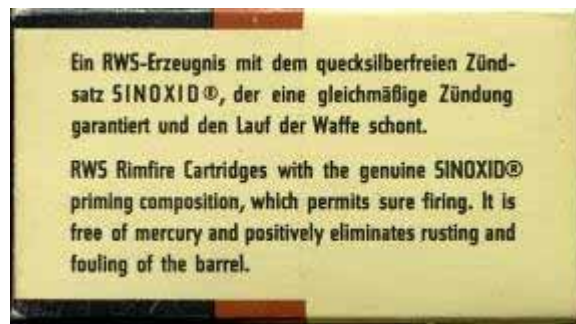 Ein RWS-Erzeugnis mit dem quecksilberfreien Zünd-
satz SINOXID®, der eine gleichmäßige Zündung
garantiert und den Lauf der Waffe schont.
RWS Rimfire Cartridges with the genuine SINOXID®
priming composition, which permits sure firing. It is
free of mercury and positively eliminates rusting and
fouling of the barrel.